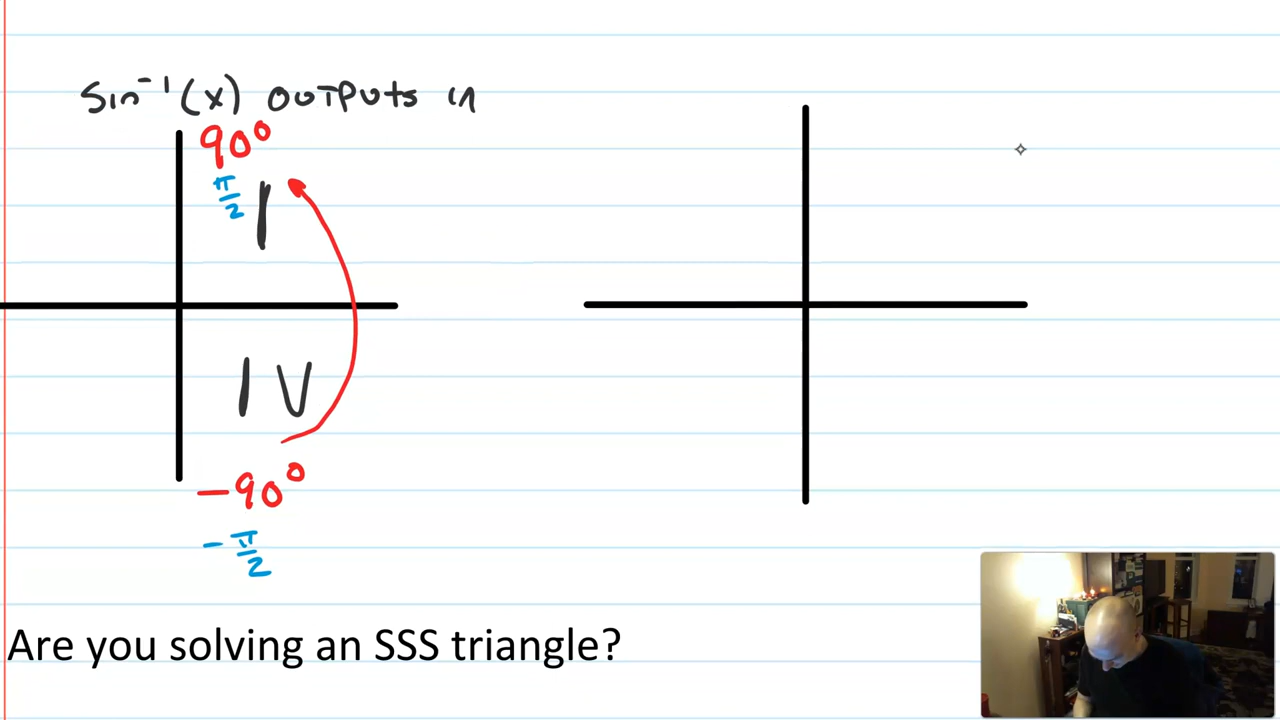 Sin⁻¹(x) outputs in
90°
π/2
I
IV
-90°
-π/2
Are you solving an SSS triangle?